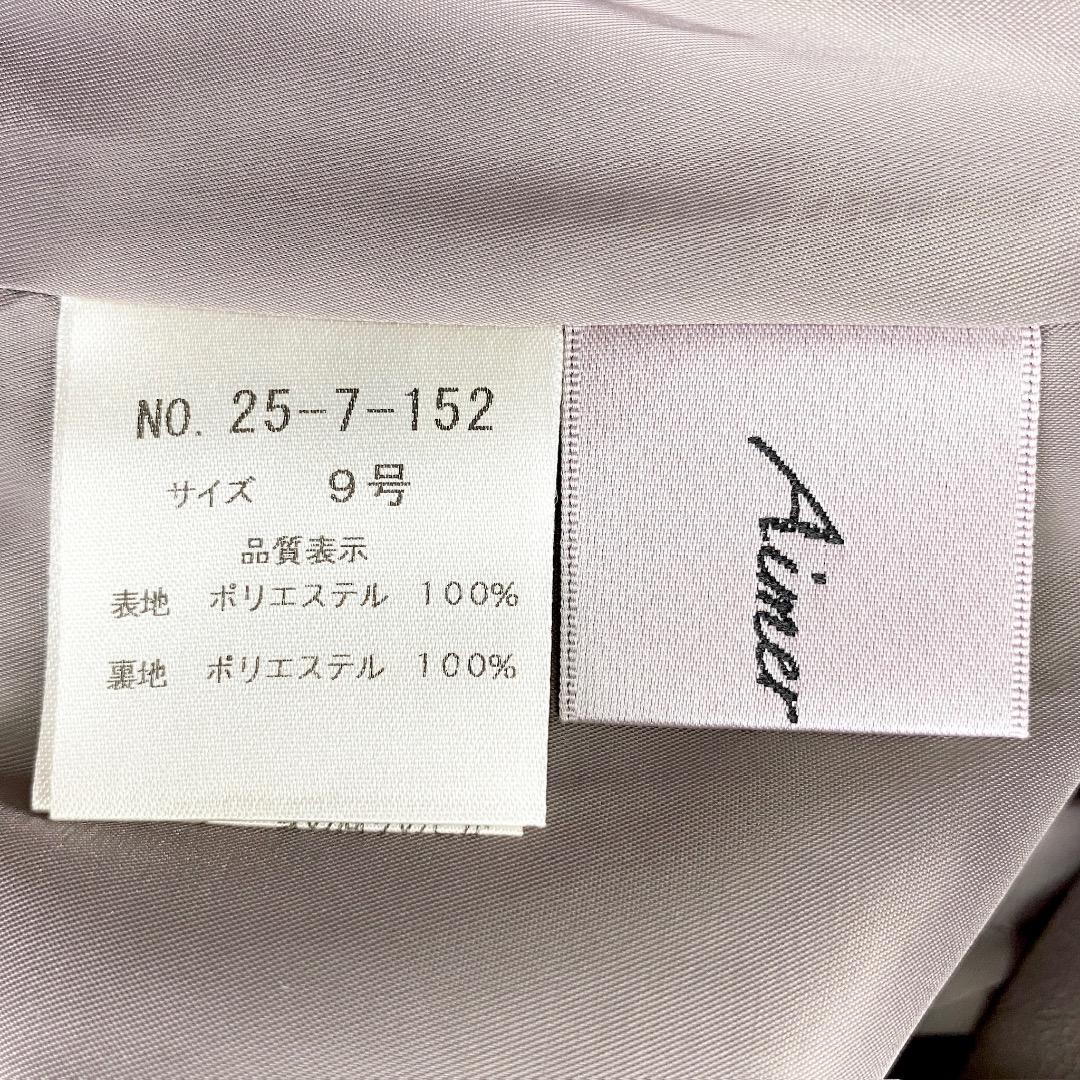 NO. 25-7-152
サイズ 9号
品質表示
表地 ポリエステル 100%
裏地 ポリエステル 100%
Aimer